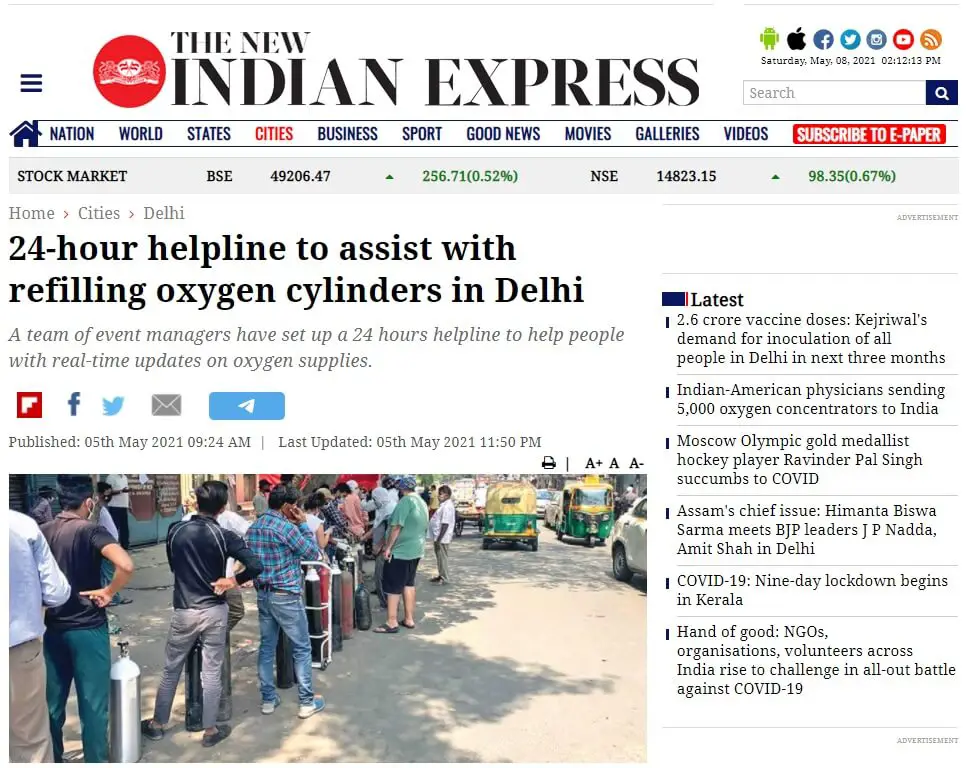 THE NEW
INDIAN EXPRESS
Saturday, May, 08, 2021 02:12:13 PM
Search
NATION WORLD STATES CITIES BUSINESS SPORT GOOD NEWS MOVIES GALLERIES VIDEOS SUBSCRIBE TO E-PAPER
STOCK MARKET BSE 49206.47 256.71(0.52%) NSE 14823.15 98.35(0.67%)
Home › Cities › Delhi
24-hour helpline to assist with
refilling oxygen cylinders in Delhi
A team of event managers have set up a 24 hours helpline to help people
with real-time updates on oxygen supplies.
Published: 05th May 2021 09:24 AM | Last Updated: 05th May 2021 11:50 PM
| A+ A A-
ADVERTISEMENT
Latest
2.6 crore vaccine doses: Kejriwal's
demand for inoculation of all
people in Delhi in next three months
Indian-American physicians sending
5,000 oxygen concentrators to India
Moscow Olympic gold medallist
hockey player Ravinder Pal Singh
succumbs to COVID
Assam's chief issue: Himanta Biswa
Sarma meets BJP leaders J P Nadda,
Amit Shah in Delhi
COVID-19: Nine-day lockdown begins
in Kerala
Hand of good: NGOs,
organisations, volunteers across
India rise to challenge in all-out battle
against COVID-19
ADVERTISEMENT